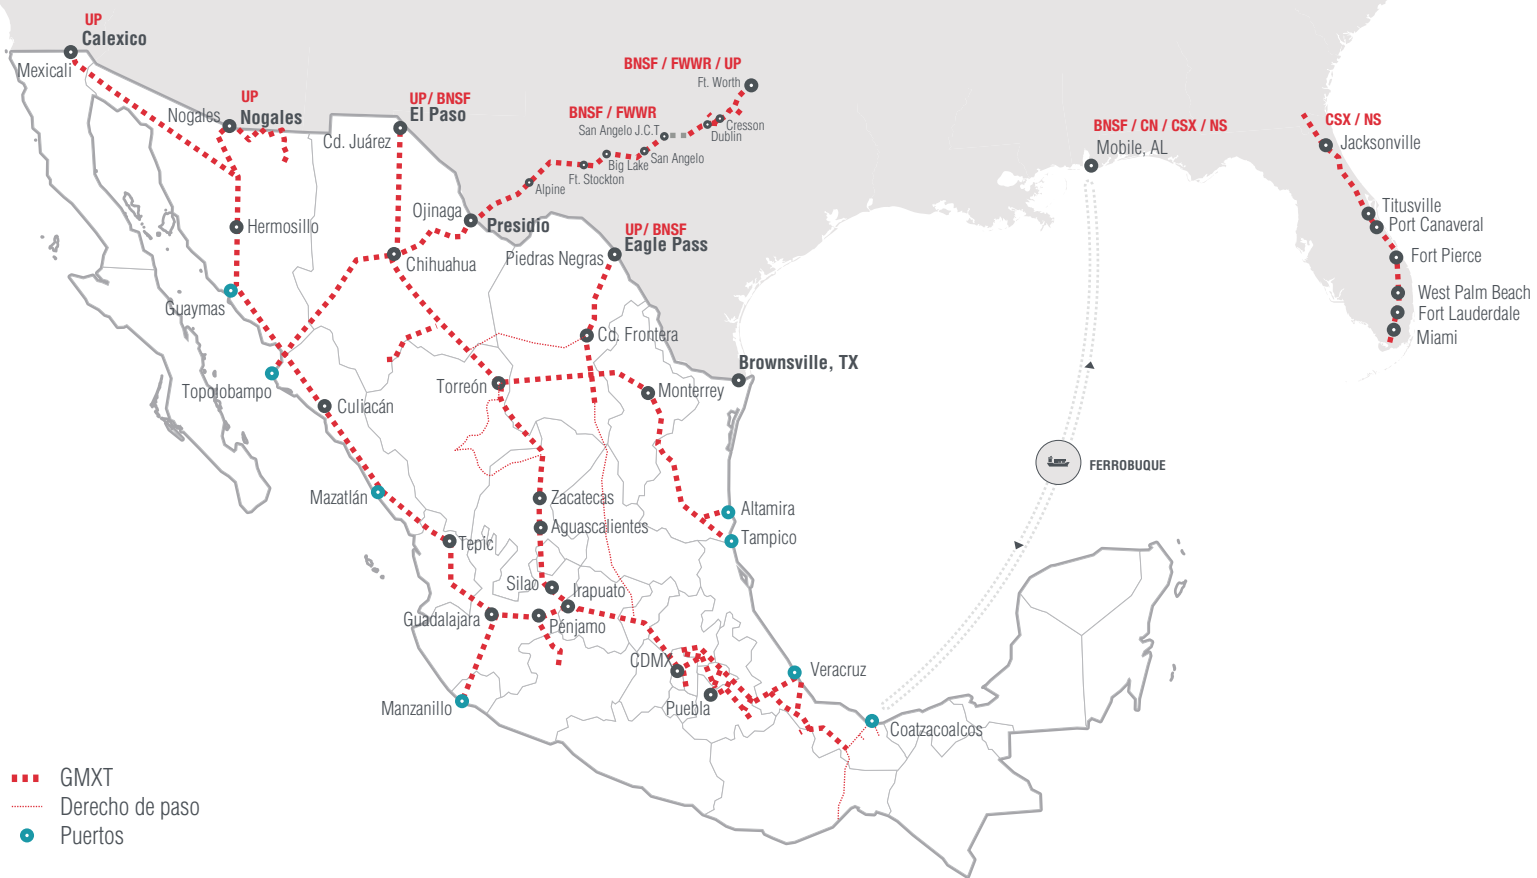 UP
Calexico
Mexicali
UP
Nogales
Nogales
UP/ BNSF
El Paso
Cd. Juárez
BNSF / FWWR / UP
Ft. Worth
BNSF / FWWR
San Angelo J.C.T
Cresson
Dublin
San Angelo
Big Lake
Ft. Stockton
Alpine
Ojinaga
Presidio
UP/ BNSF
Eagle Pass
Piedras Negras
BNSF / CN / CSX / NS
Mobile, AL
CSX / NS
Jacksonville
Titusville
Port Canaveral
Fort Pierce
West Palm Beach
Fort Lauderdale
Miami
Hermosillo
Chihuahua
Guaymas
Cd. Frontera
Topolobampo
Torreón
Monterrey
Brownsville, TX
Culiacán
FERROBUQUE
Mazatlán
Zacatecas
Altamira
Aguascalientes
Tampico
Tepic
Silao
Irapuato
Guadalajara
Pénjamo
CDMX
Veracruz
Manzanillo
Puebla
Coatzacoalcos
GMXT
Derecho de paso
Puertos